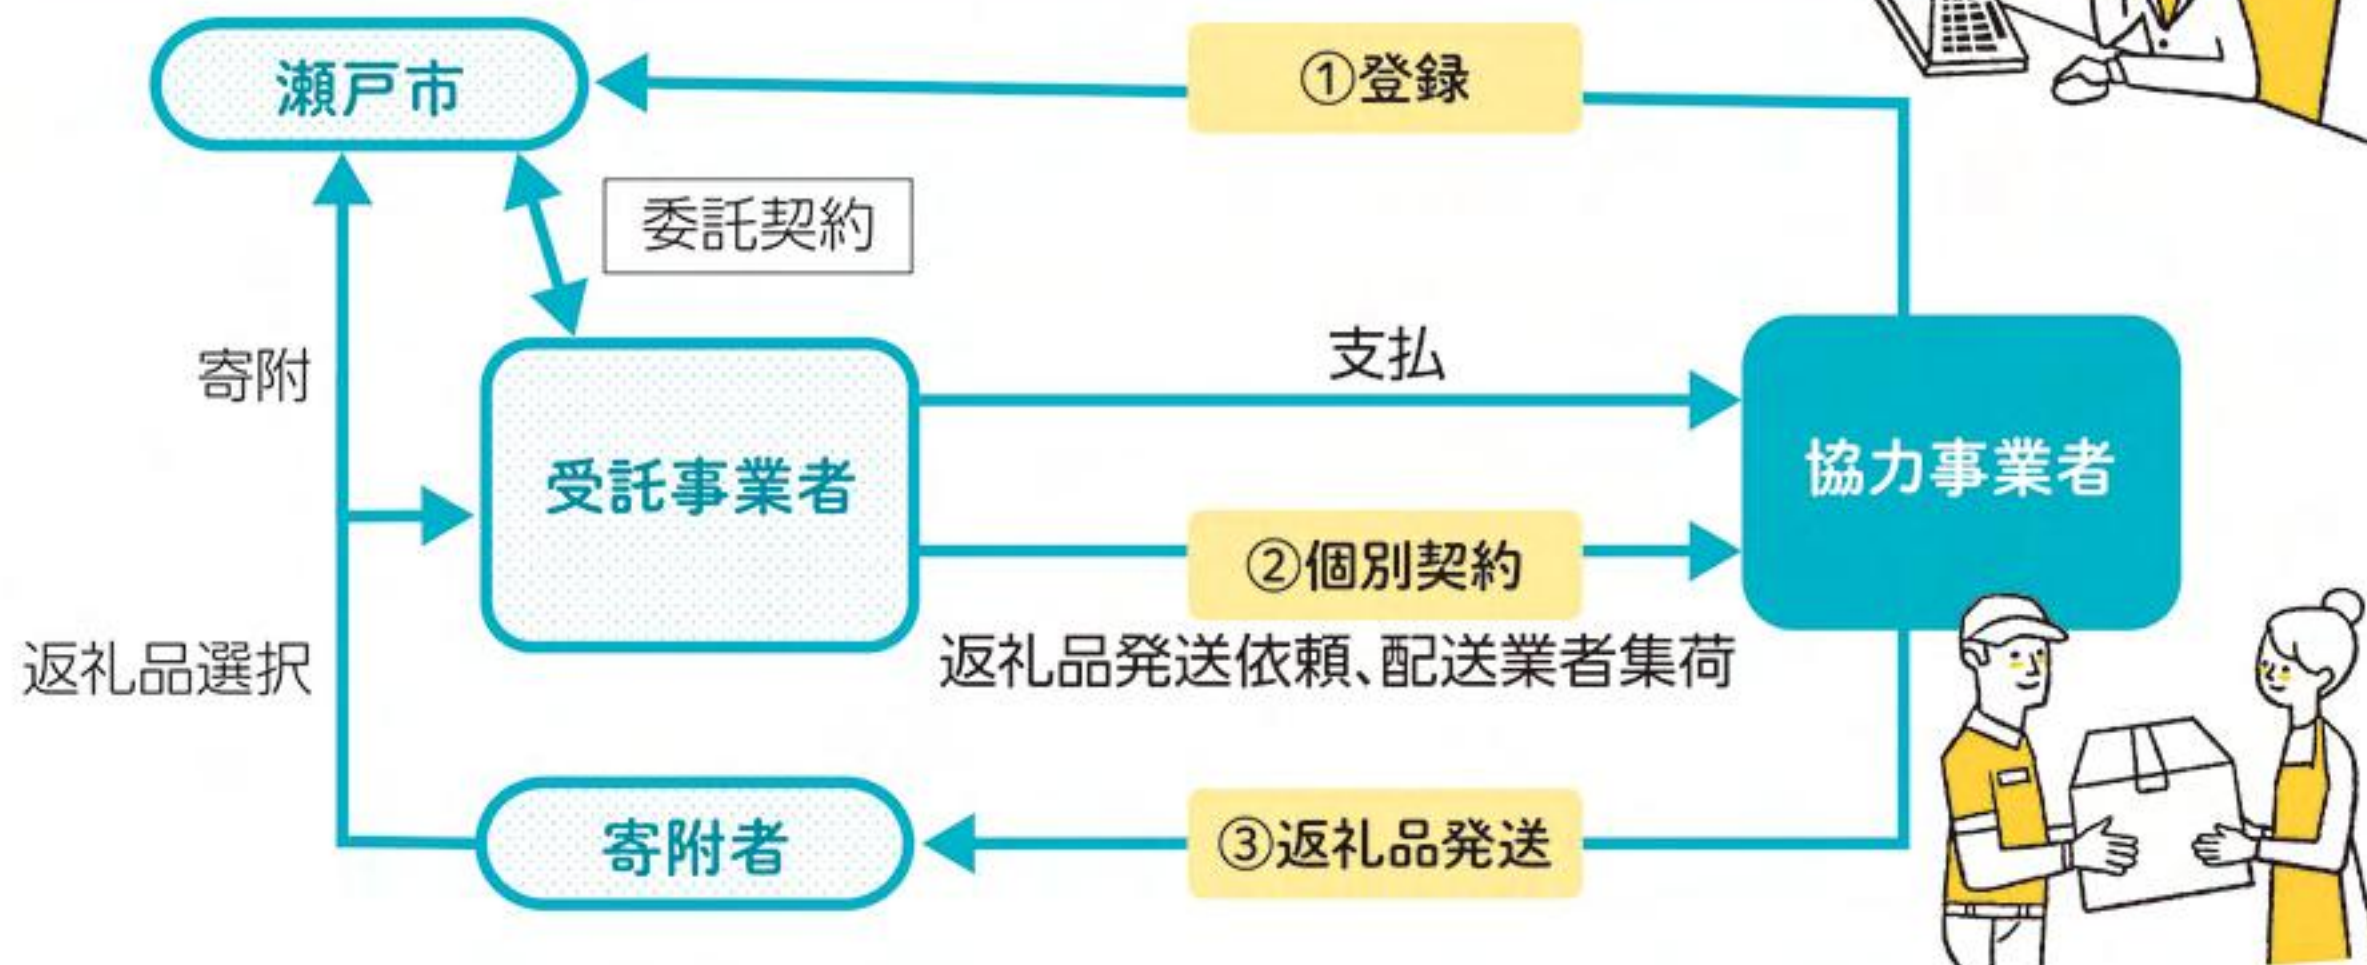 瀬戸市
①登録
委託契約
寄附
支払
受託事業者
協力事業者
②個別契約
返礼品選択
返礼品発送依頼、配送業者集荷
寄附者
③返礼品発送